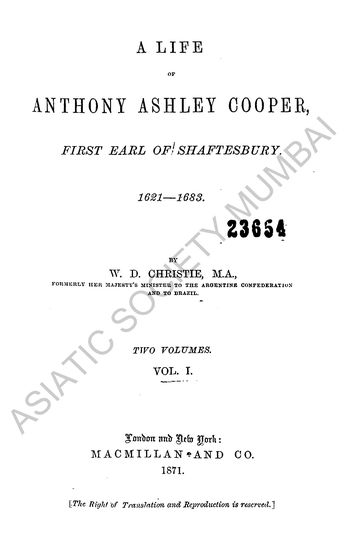 A LIFE
OF
ANTHONY ASHLEY COOPER,
FIRST EARL OF SHAFTESBURY.
1621—1683.
23654
BY
W. D. CHRISTIE, M.A.,
FORMERLY HER MAJESTY'S MINISTER TO THE ARGENTINE CONFEDERATION
AND TO BRAZIL.
TWO VOLUMES.
VOL. I.
London and New York:
MACMILLAN AND CO.
1871.
[The Right of Translation and Reproduction is reserved.]
ASIATIC SOCIETY MUMBAI